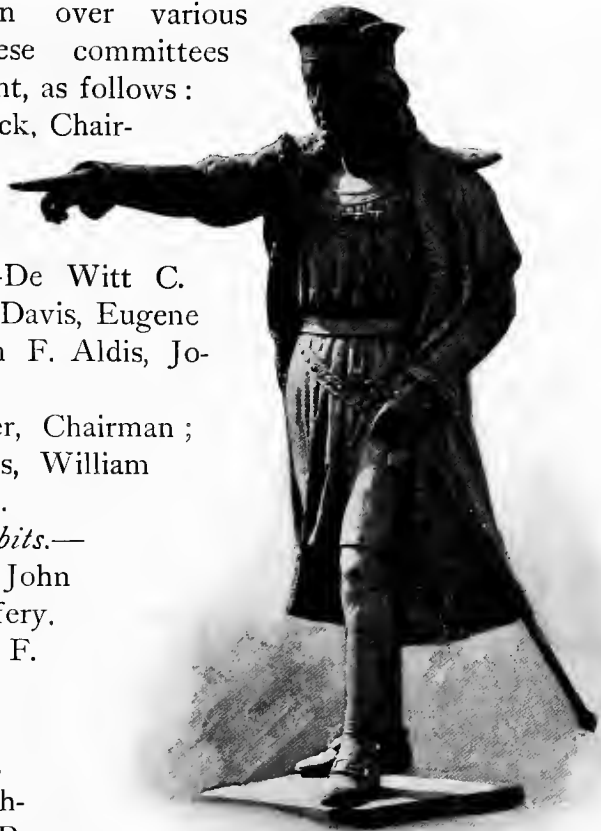 n over various
ese committees
nt, as follows :
ck, Chair-
-De Witt C.
Davis, Eugene
n F. Aldis, Jo-
er, Chairman ;
s, William
.
bits.—
John
fery.
F.
h-